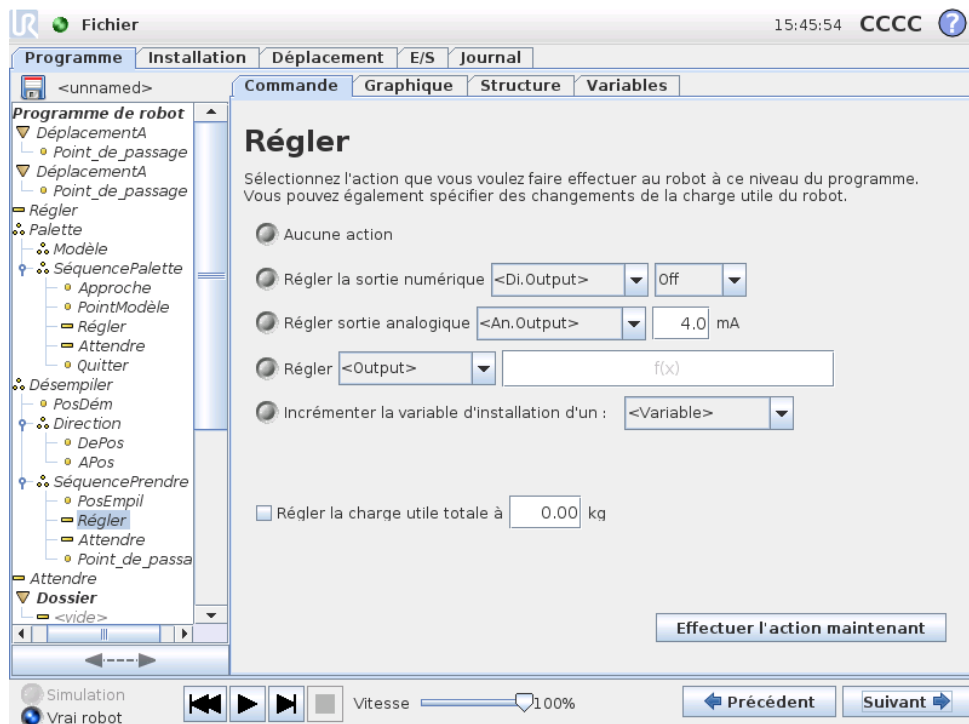 UR Fichier 15:45:54 CCCC ?
Programme Installation Déplacement E/S Journal
<unnamed>
Commande Graphique Structure Variables
Programme de robot
DéplacementA
Point_de_passage
DéplacementA
Point_de_passage
Régler
Palette
Modèle
SéquencePalette
Approche
PointModèle
Régler
Attendre
Quitter
Désempiler
PosDém
Direction
DePos
APos
SéquencePrendre
PosEmpil
Régler
Attendre
Point_de_passa
Attendre
Dossier
<vide>
Régler
Sélectionnez l'action que vous voulez faire effectuer au robot à ce niveau du programme.
Vous pouvez également spécifier des changements de la charge utile du robot.
Aucune action
Régler la sortie numérique <Di.Output> Off
Régler sortie analogique <An.Output> 4.0 mA
Régler <Output> f(x)
Incrémenter la variable d'installation d'un : <Variable>
Régler la charge utile totale à 0.00 kg
Effectuer l'action maintenant
Simulation
Vrai robot
Vitesse 100%
Précédent Suivant